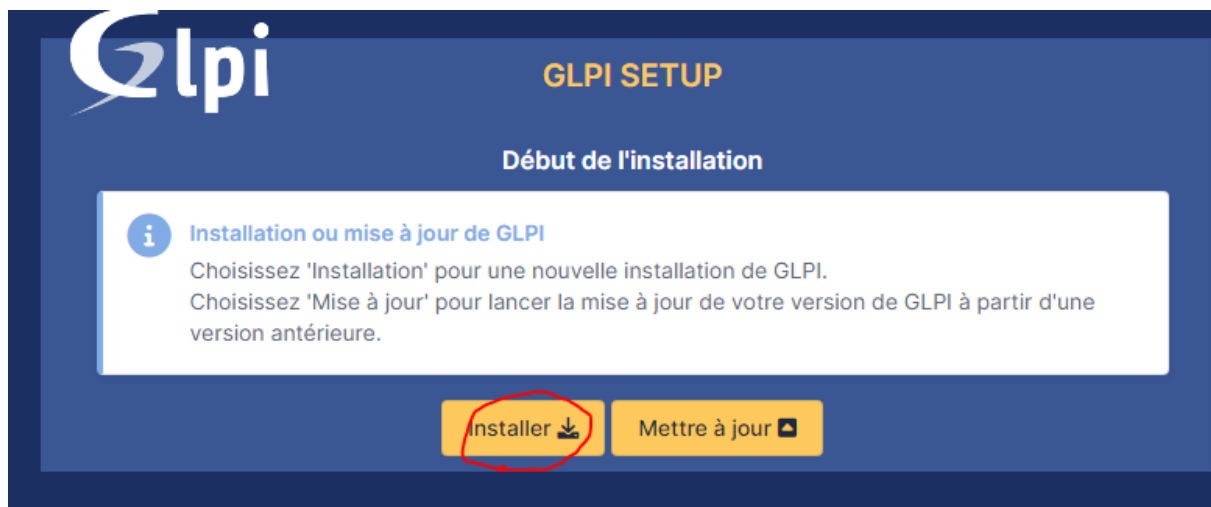 Glpi
GLPI SETUP
Début de l'installation
Installation ou mise à jour de GLPI
Choisissez 'Installation' pour une nouvelle installation de GLPI.
Choisissez 'Mise à jour' pour lancer la mise à jour de votre version de GLPI à partir d'une
version antérieure.
Installer
Mettre à jour